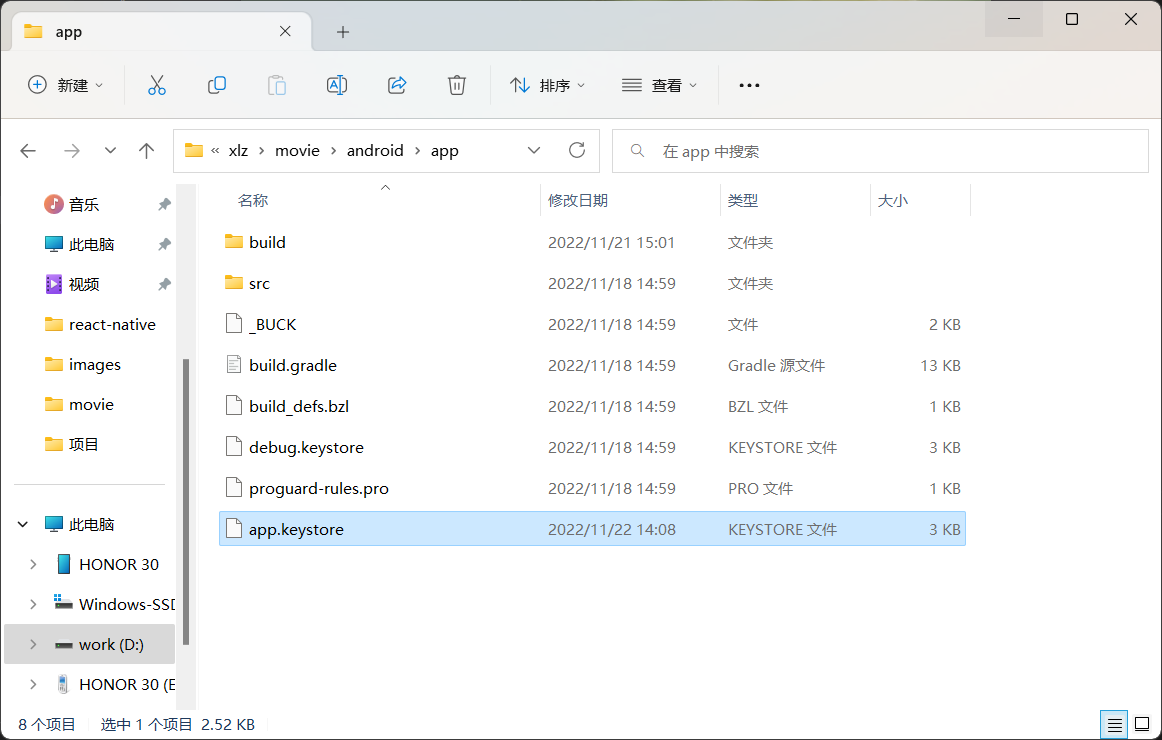 app
新建
排序
查看
« xlz › movie › android › app
在 app 中搜索
音乐
此电脑
视频
react-native
images
movie
项目
此电脑
HONOR 30
Windows-SSD
work (D:)
HONOR 30 (E
名称 修改日期 类型 大小
build 2022/11/21 15:01 文件夹
src 2022/11/18 14:59 文件夹
_BUCK 2022/11/18 14:59 文件 2 KB
build.gradle 2022/11/18 14:59 Gradle 源文件 13 KB
build_defs.bzl 2022/11/18 14:59 BZL 文件 1 KB
debug.keystore 2022/11/18 14:59 KEYSTORE 文件 3 KB
proguard-rules.pro 2022/11/18 14:59 PRO 文件 1 KB
app.keystore 2022/11/22 14:08 KEYSTORE 文件 3 KB
8 个项目 选中 1 个项目 2.52 KB